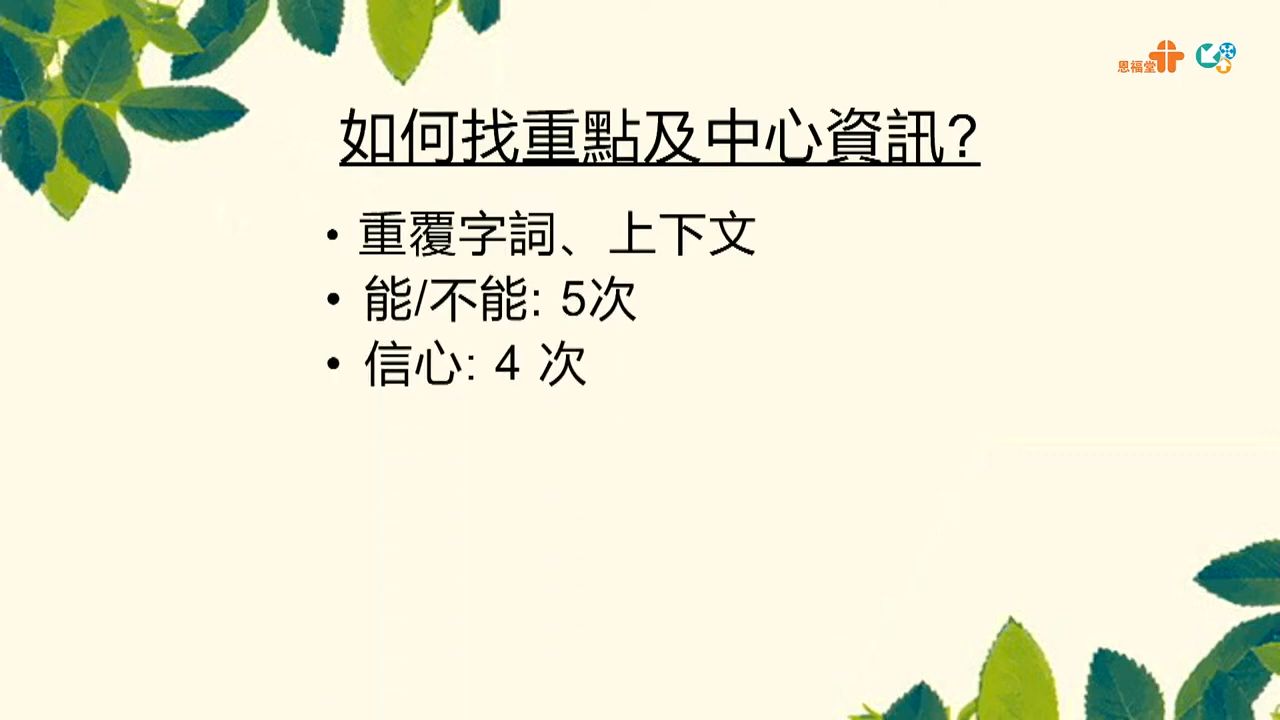 恩福堂
如何找重點及中心資訊?
• 重覆字詞、上下文
• 能/不能: 5次
• 信心: 4 次